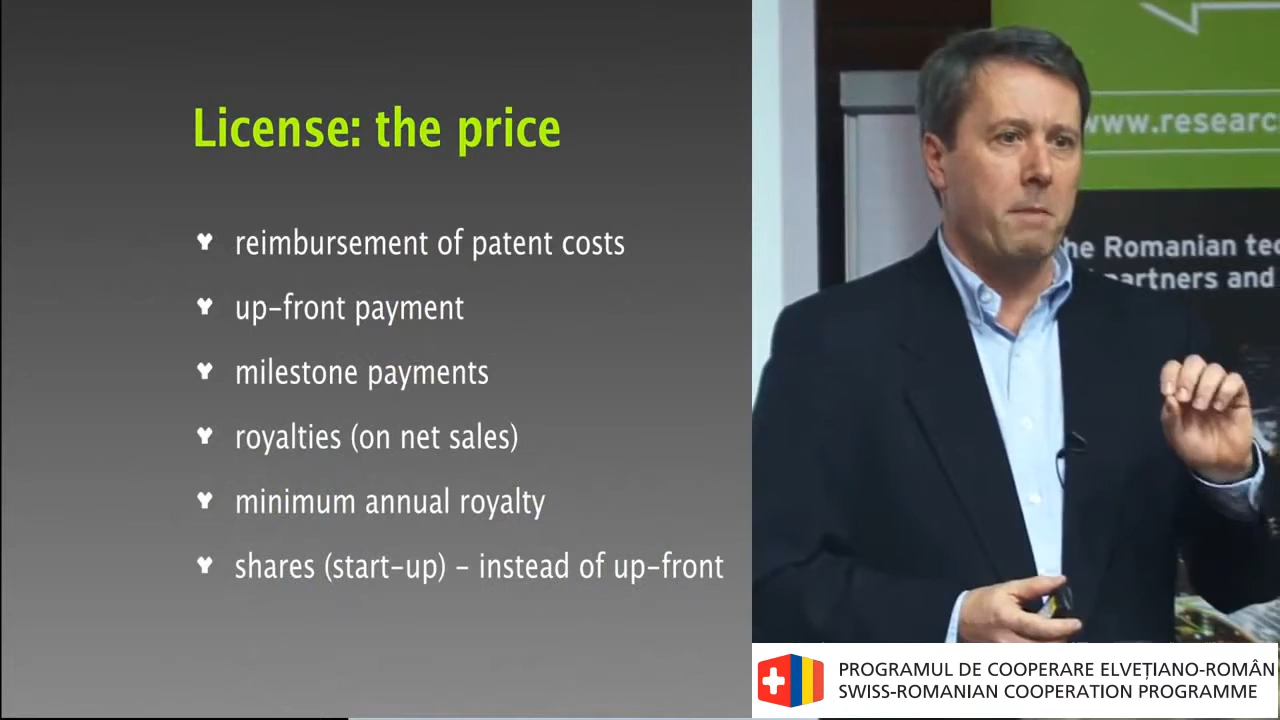 License: the price
reimbursement of patent costs
up-front payment
milestone payments
royalties (on net sales)
minimum annual royalty
shares (start-up) - instead of up-front
www.researc
he Romanian tec
partners and
PROGRAMUL DE COOPERARE ELVEȚIANO-ROMÂN
SWISS-ROMANIAN COOPERATION PROGRAMME